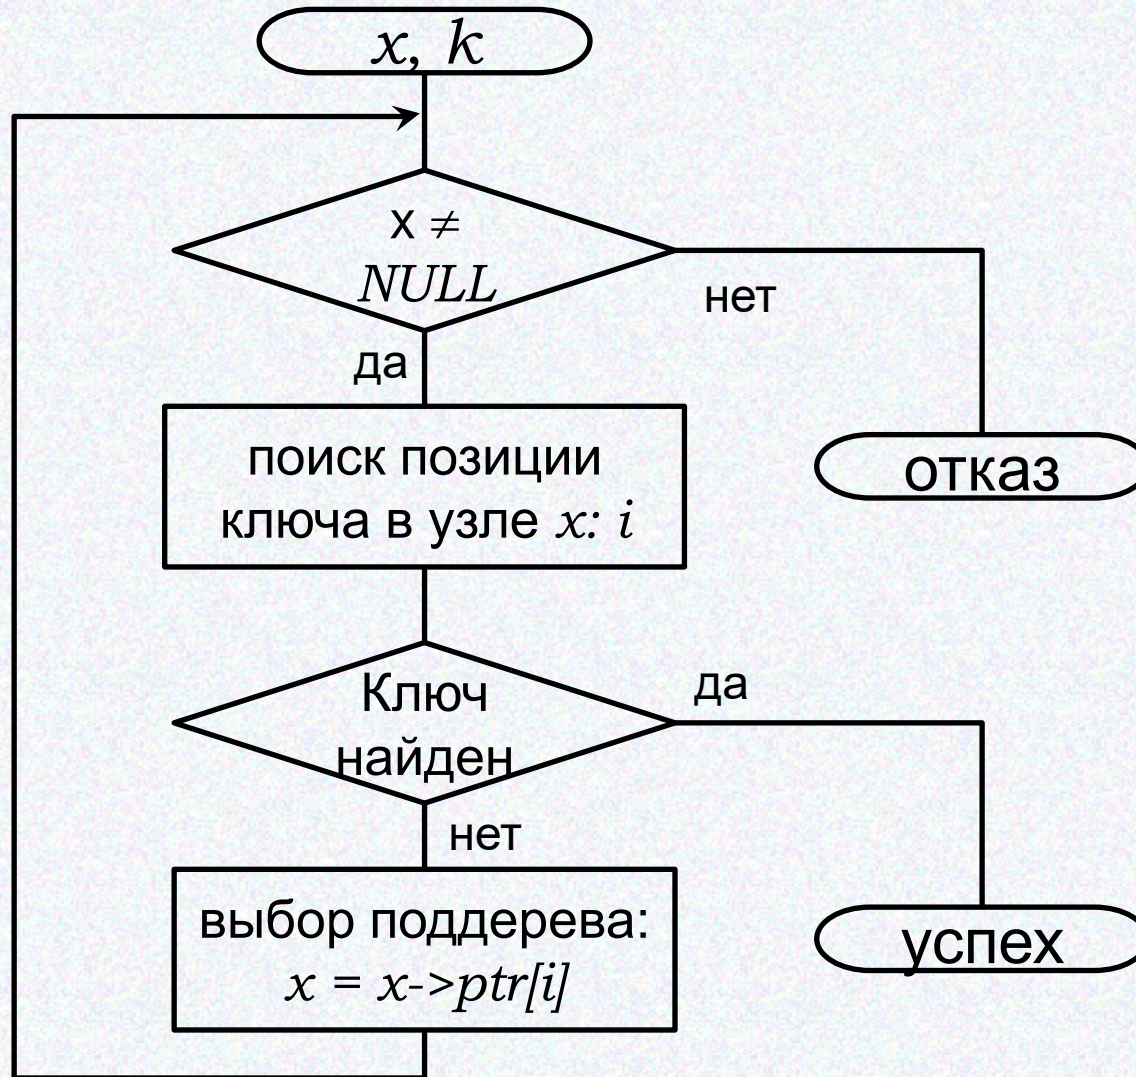 x, k
x ≠
NULL
нет
да
поиск позиции
ключа в узле x: i
отказ
Ключ
найден
да
нет
выбор поддерева:
x = x->ptr[i]
успех